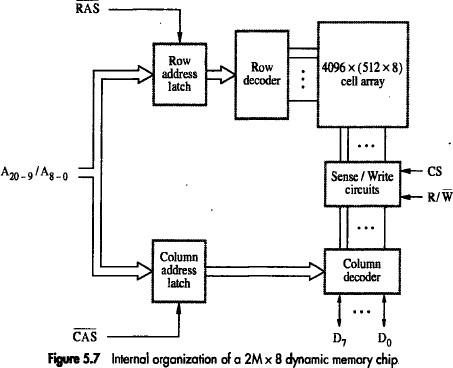 RAS
Row
address
latch
Row
decoder
4096 × (512 × 8)
cell array
A20-9/A8-0
Sense / Write
circuits
CS
R/W
Column
address
latch
Column
decoder
CAS
D7
D0
Figure 5.7 Internal organization of a 2M × 8 dynamic memory chip.